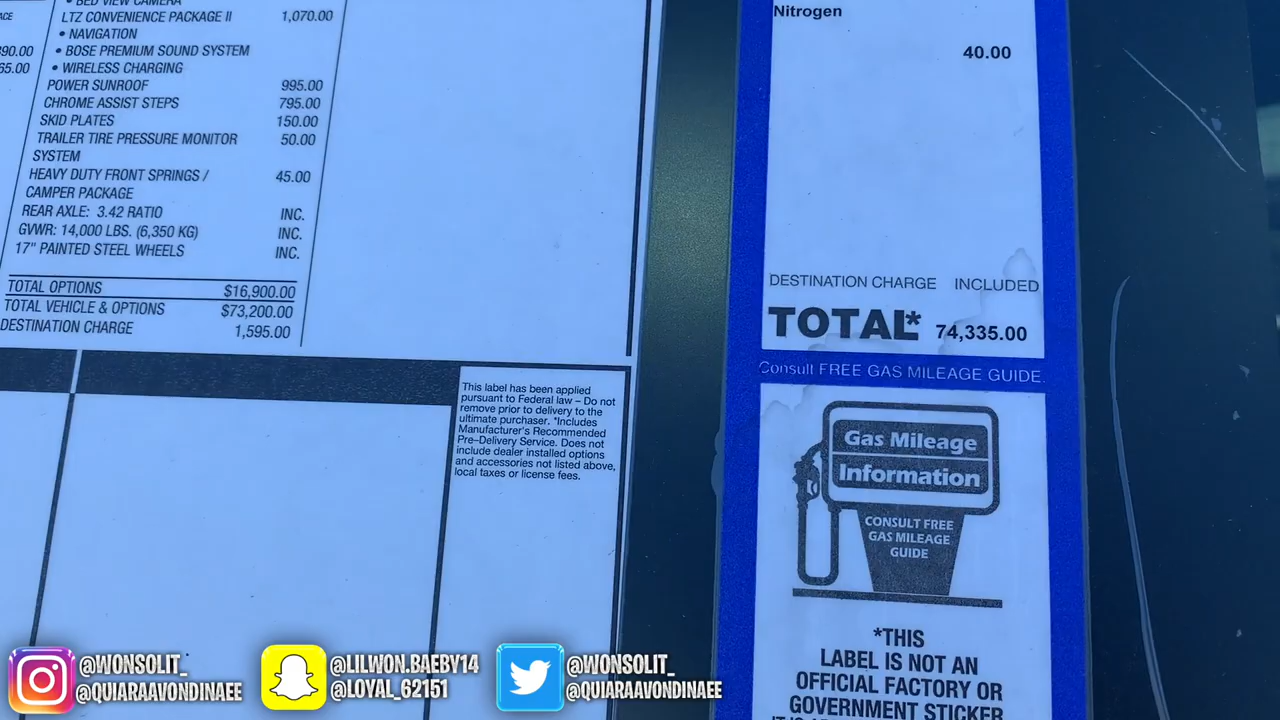 • BED VIEW CAMERA
LTZ CONVENIENCE PACKAGE II 1,070.00
• NAVIGATION
• BOSE PREMIUM SOUND SYSTEM
• WIRELESS CHARGING
POWER SUNROOF 995.00
CHROME ASSIST STEPS 795.00
SKID PLATES 150.00
TRAILER TIRE PRESSURE MONITOR 50.00
SYSTEM
HEAVY DUTY FRONT SPRINGS / 45.00
CAMPER PACKAGE
REAR AXLE: 3.42 RATIO INC.
GVWR: 14,000 LBS. (6,350 KG) INC.
17" PAINTED STEEL WHEELS INC.
TOTAL OPTIONS $16,900.00
TOTAL VEHICLE & OPTIONS $73,200.00
DESTINATION CHARGE 1,595.00
This label has been applied
pursuant to Federal law – Do not
remove prior to delivery to the
ultimate purchaser. *Includes
Manufacturer's Recommended
Pre–Delivery Service. Does not
include dealer installed options
and accessories not listed above,
local taxes or license fees.
Nitrogen
40.00
DESTINATION CHARGE INCLUDED
TOTAL* 74,335.00
Consult FREE GAS MILEAGE GUIDE.
Gas Mileage
Information
CONSULT FREE
GAS MILEAGE
GUIDE
*THIS
LABEL IS NOT AN
OFFICIAL FACTORY OR
GOVERNMENT STICKER
@WONSOLIT_
@QUIARAAVONDINAEE
@LILWON.BAEBY14
@LOYAL_62151
@WONSOLIT_
@QUIARAAVONDINAEE